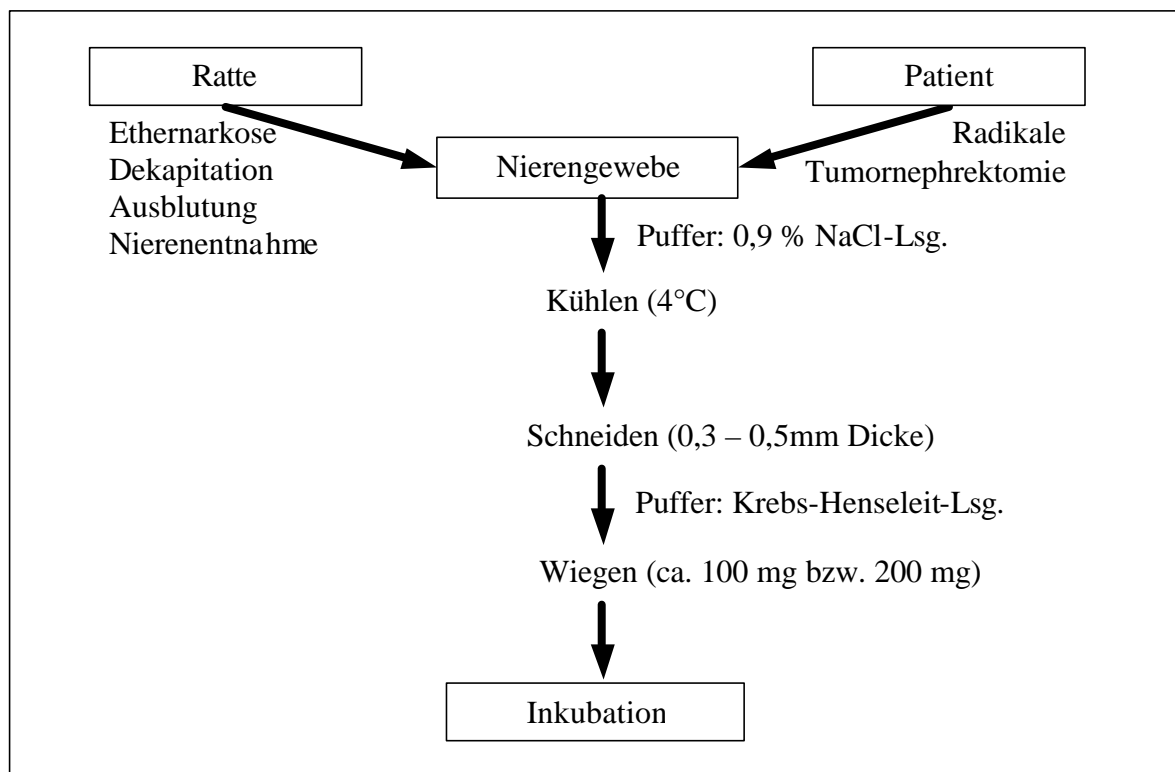 Ratte
Patient
Ethernarkose
Dekapitation
Ausblutung
Nierenentnahme
Radikale
Tumornephrektomie
Nierengewebe
Puffer: 0,9 % NaCl-Lsg.
Kühlen (4°C)
Schneiden (0,3 – 0,5mm Dicke)
Puffer: Krebs-Henseleit-Lsg.
Wiegen (ca. 100 mg bzw. 200 mg)
Inkubation